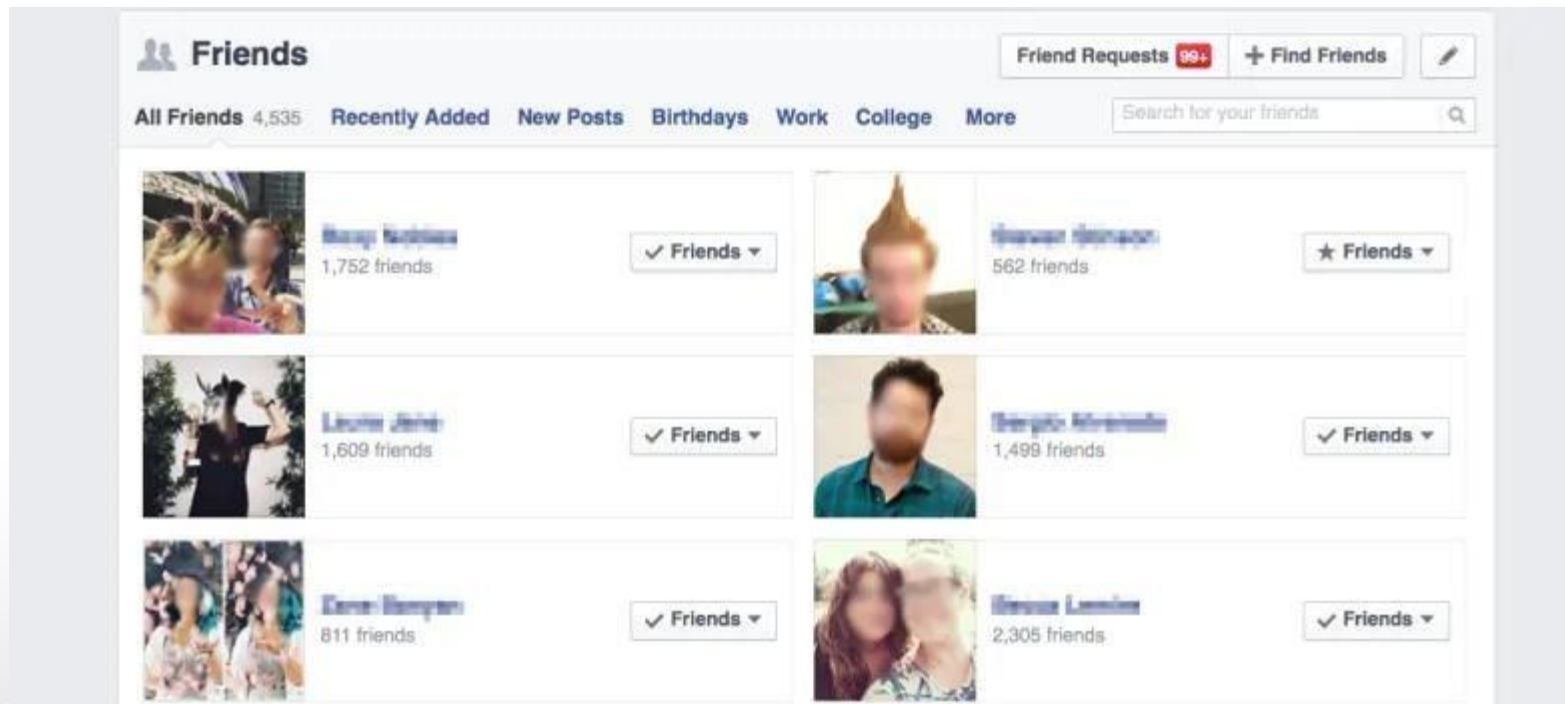 Friends
Friend Requests 99+ + Find Friends
All Friends 4,535 Recently Added New Posts Birthdays Work College More Search for your friends
1,752 friends
✓ Friends
562 friends
★ Friends
1,609 friends
✓ Friends
1,499 friends
✓ Friends
811 friends
✓ Friends
2,305 friends
✓ Friends